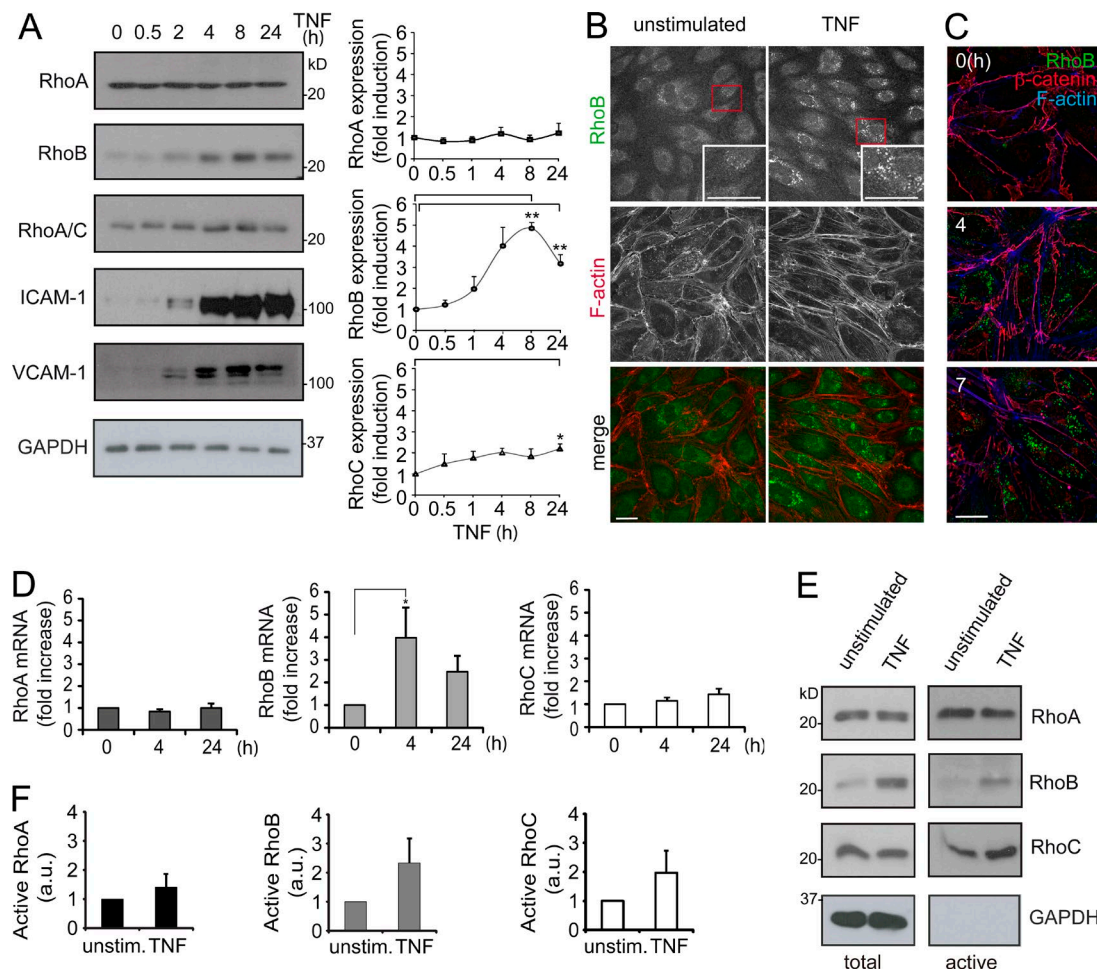 A
TNF
0 0.5 2 4 8 24 (h)
kD
RhoA
20
RhoB
20
RhoA/C
20
ICAM-1
100
VCAM-1
100
GAPDH
37
RhoA expression
(fold induction)
6
5
4
3
2
1
0
0 0.5 1 4 8 24
RhoB expression
(fold induction)
6
5
4
3
2
1
0
**
**
0 0.5 1 4 8 24
RhoC expression
(fold induction)
6
5
4
3
2
1
0
*
0 0.5 1 4 8 24
TNF (h)
B
unstimulated TNF
RhoB
F-actin
merge
C
0(h)
RhoB
β-catenin
F-actin
4
7
D
RhoA mRNA
(fold increase)
6
5
4
3
2
1
0
0 4 24 (h)
RhoB mRNA
(fold increase)
6
5
4
3
2
1
0
*
0 4 24 (h)
RhoC mRNA
(fold increase)
6
5
4
3
2
1
0
0 4 24 (h)
E
unstimulated
TNF
unstimulated
TNF
kD
20
RhoA
20
RhoB
20
RhoC
37
GAPDH
total active
F
Active RhoA
(a.u.)
4
3
2
1
0
unstim. TNF
Active RhoB
(a.u.)
4
2
0
unstim. TNF
Active RhoC
(a.u.)
4
2
0
unstim. TNF